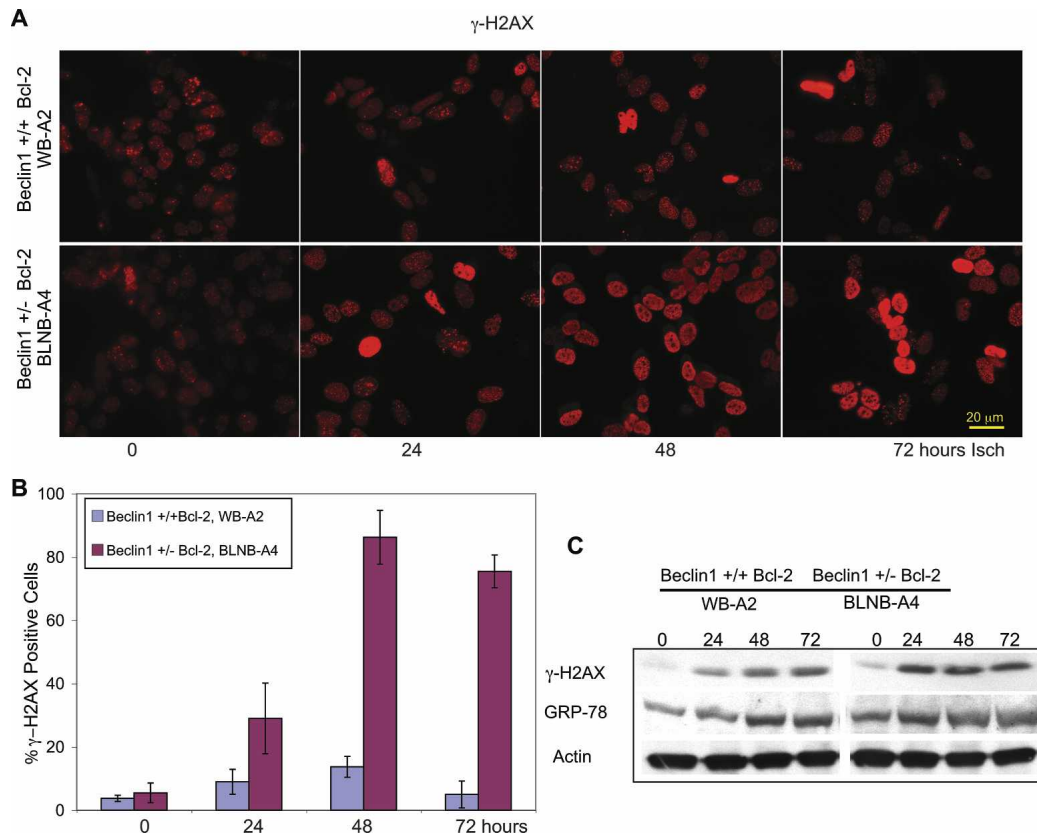 A
γ-H2AX
Beclin1 +/+ Bcl-2
WB-A2
Beclin1 +/- Bcl-2
BLNB-A4
20 μm
0 24 48 72 hours Isch
B
% γ–H2AX Positive Cells
100
80
60
40
20
0
Beclin1 +/+Bcl-2, WB-A2
Beclin1 +/- Bcl-2, BLNB-A4
0 24 48 72 hours
C
Beclin1 +/+ Bcl-2 Beclin1 +/- Bcl-2
WB-A2 BLNB-A4
0 24 48 72 0 24 48 72
γ-H2AX
GRP-78
Actin